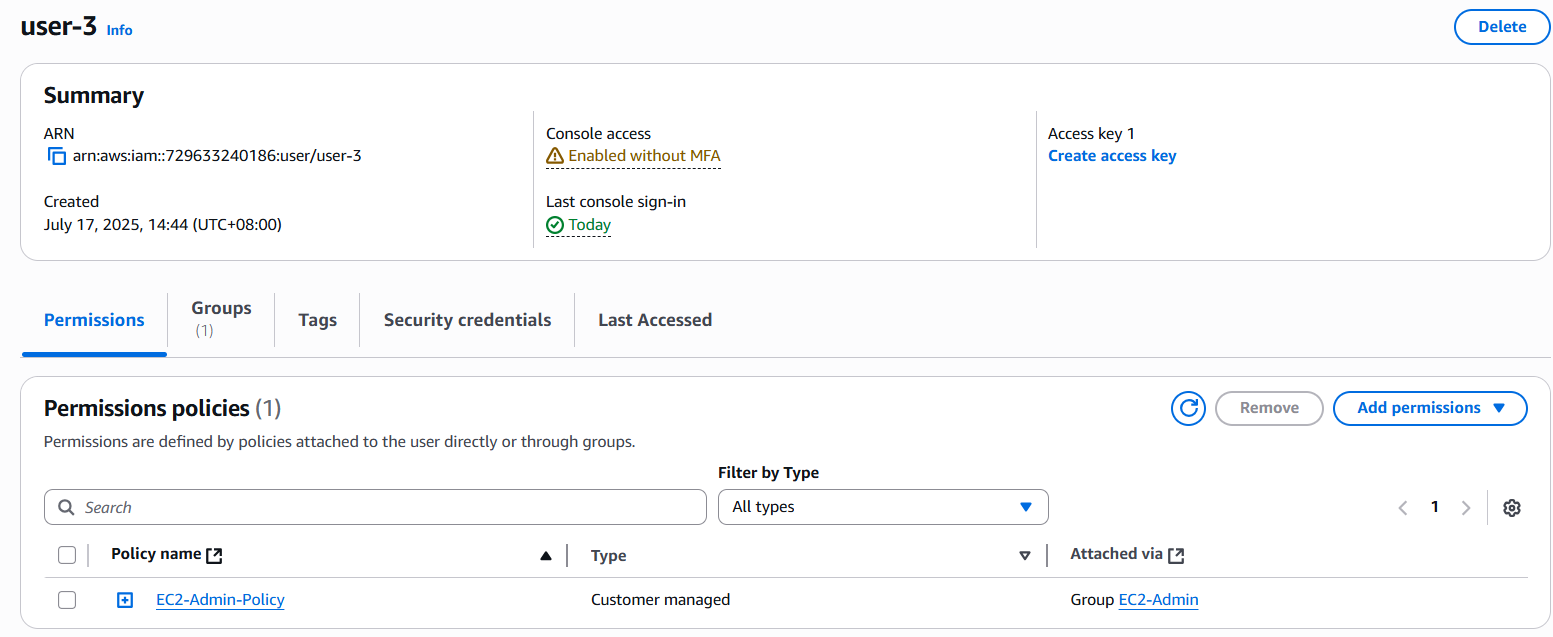 user-3 Info
Delete
Summary
ARN
arn:aws:iam::729633240186:user/user-3
Created
July 17, 2025, 14:44 (UTC+08:00)
Console access
Enabled without MFA
Last console sign-in
Today
Access key 1
Create access key
Permissions
Groups
(1)
Tags
Security credentials
Last Accessed
Permissions policies (1)
Remove
Add permissions
Permissions are defined by policies attached to the user directly or through groups.
Filter by Type
Search
All types
1
Policy name
Type
Attached via
EC2-Admin-Policy
Customer managed
Group EC2-Admin